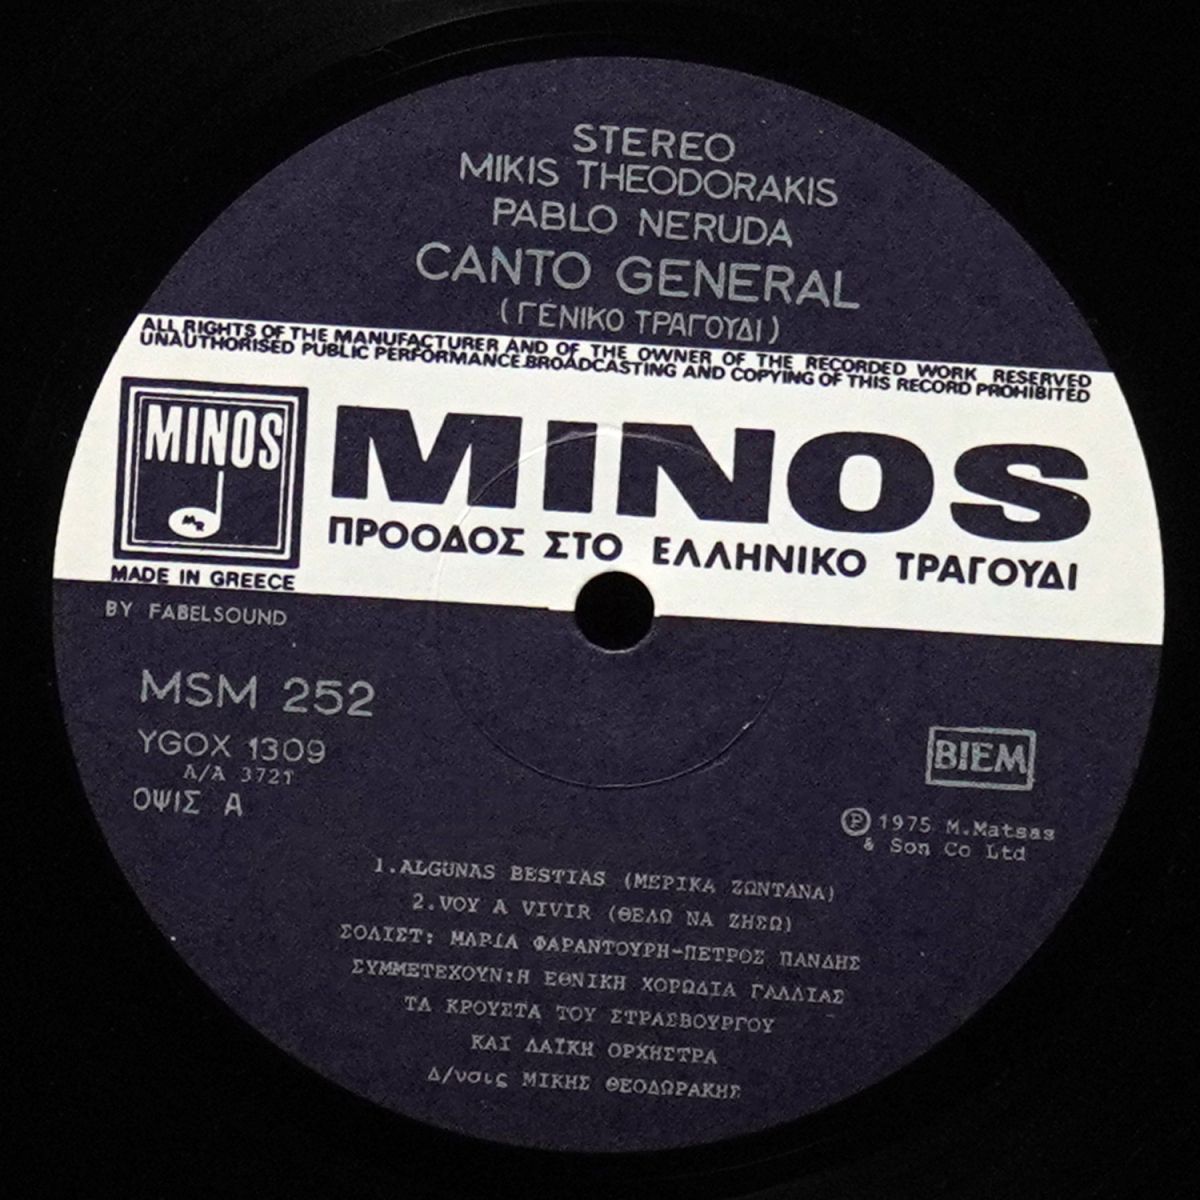 STEREO
MIKIS THEODORAKIS
PABLO NERUDA
CANTO GENERAL
(ΓΕΝΙΚΟ ΤΡΑΓΟΥΔΙ)
ALL RIGHTS OF THE MANUFACTURER AND OF THE OWNER OF THE RECORDED WORK RESERVED
UNAUTHORISED PUBLIC PERFORMANCE.BROADCASTING AND COPYING OF THIS RECORD PROHIBITED
MINOS
MINOS
ΠΡΟΟΔΟΣ ΣΤΟ ΕΛΛΗΝΙΚΟ ΤΡΑΓΟΥΔΙ
MADE IN GREECE
BY FABELSOUND
MSM 252
YGOX 1309
A/A 3721
ΟΨΙΣ Α
BIEM
Ⓟ 1975 M.Matsas
& Son Co Ltd
1.ALGUNAS BESTIAS (ΜΕΡΙΚΑ ΖΩΝΤΑΝΑ)
2.VOY A VIVIR (ΘΕΛΩ ΝΑ ΖΗΣΩ)
ΣΟΛΙΣΤ: ΜΑΡΙΑ ΦΑΡΑΝΤΟΥΡΗ-ΠΕΤΡΟΣ ΠΑΝΔΗΣ
ΣΥΜΜΕΤΕΧΟΥΝ:Η ΕΘΝΙΚΗ ΧΟΡΩΔΙΑ ΓΑΛΛΙΑΣ
ΤΑ ΚΡΟΥΣΤΑ ΤΟΥ ΣΤΡΑΣΒΟΥΡΓΟΥ
ΚΑΙ ΛΑΪΚΗ ΟΡΧΗΣΤΡΑ
Δ/νσις ΜΙΚΗΣ ΘΕΟΔΩΡΑΚΗΣ